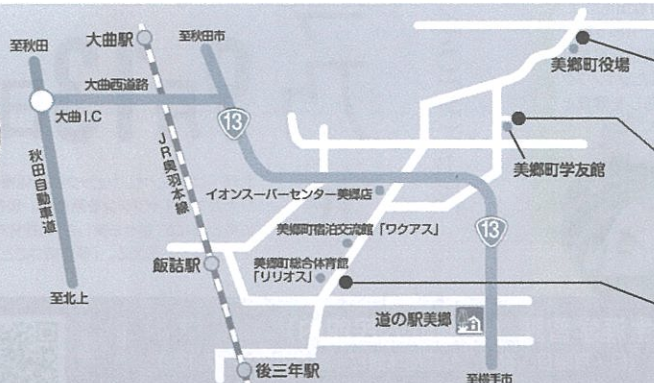 至秋田
大曲駅
至秋田市
美郷町役場
大曲西道路
大曲I.C
13
JR奥羽本線
秋田自動車道
美郷町学友館
イオンスーパーセンター美郷店
美郷町宿泊交流館「ワクアス」
13
飯詰駅
美郷町総合体育館
「リリオス」
至北上
道の駅美郷
後三年駅
至横手市